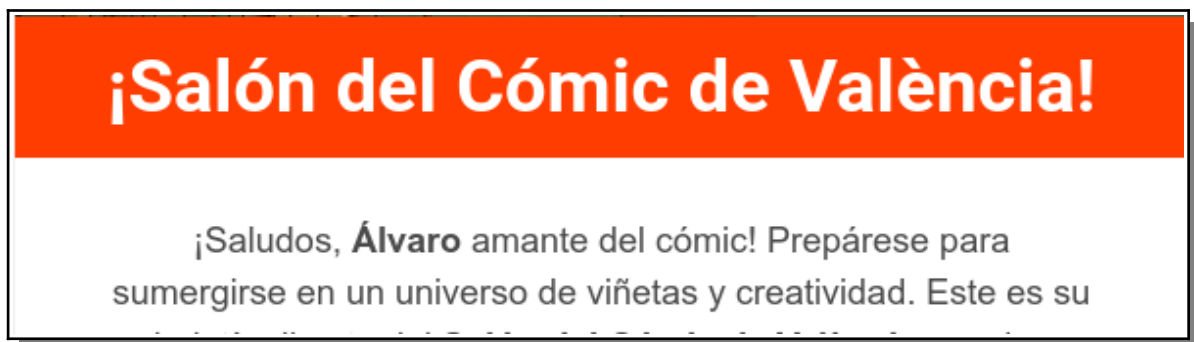 ¡Salón del Cómic de València!
¡Saludos, Álvaro amante del cómic! Prepárese para
sumergirse en un universo de viñetas y creatividad. Este es su